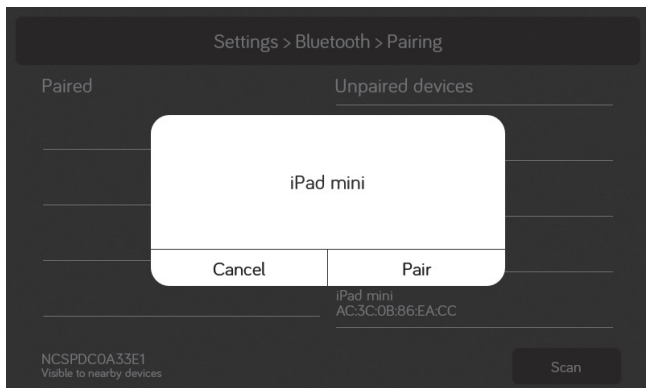 Settings > Bluetooth > Pairing
Paired
Unpaired devices
iPad mini
Cancel
Pair
iPad mini
AC:3C:0B:86:EA:CC
NCSPDC0A33E1
Visible to nearby devices
Scan